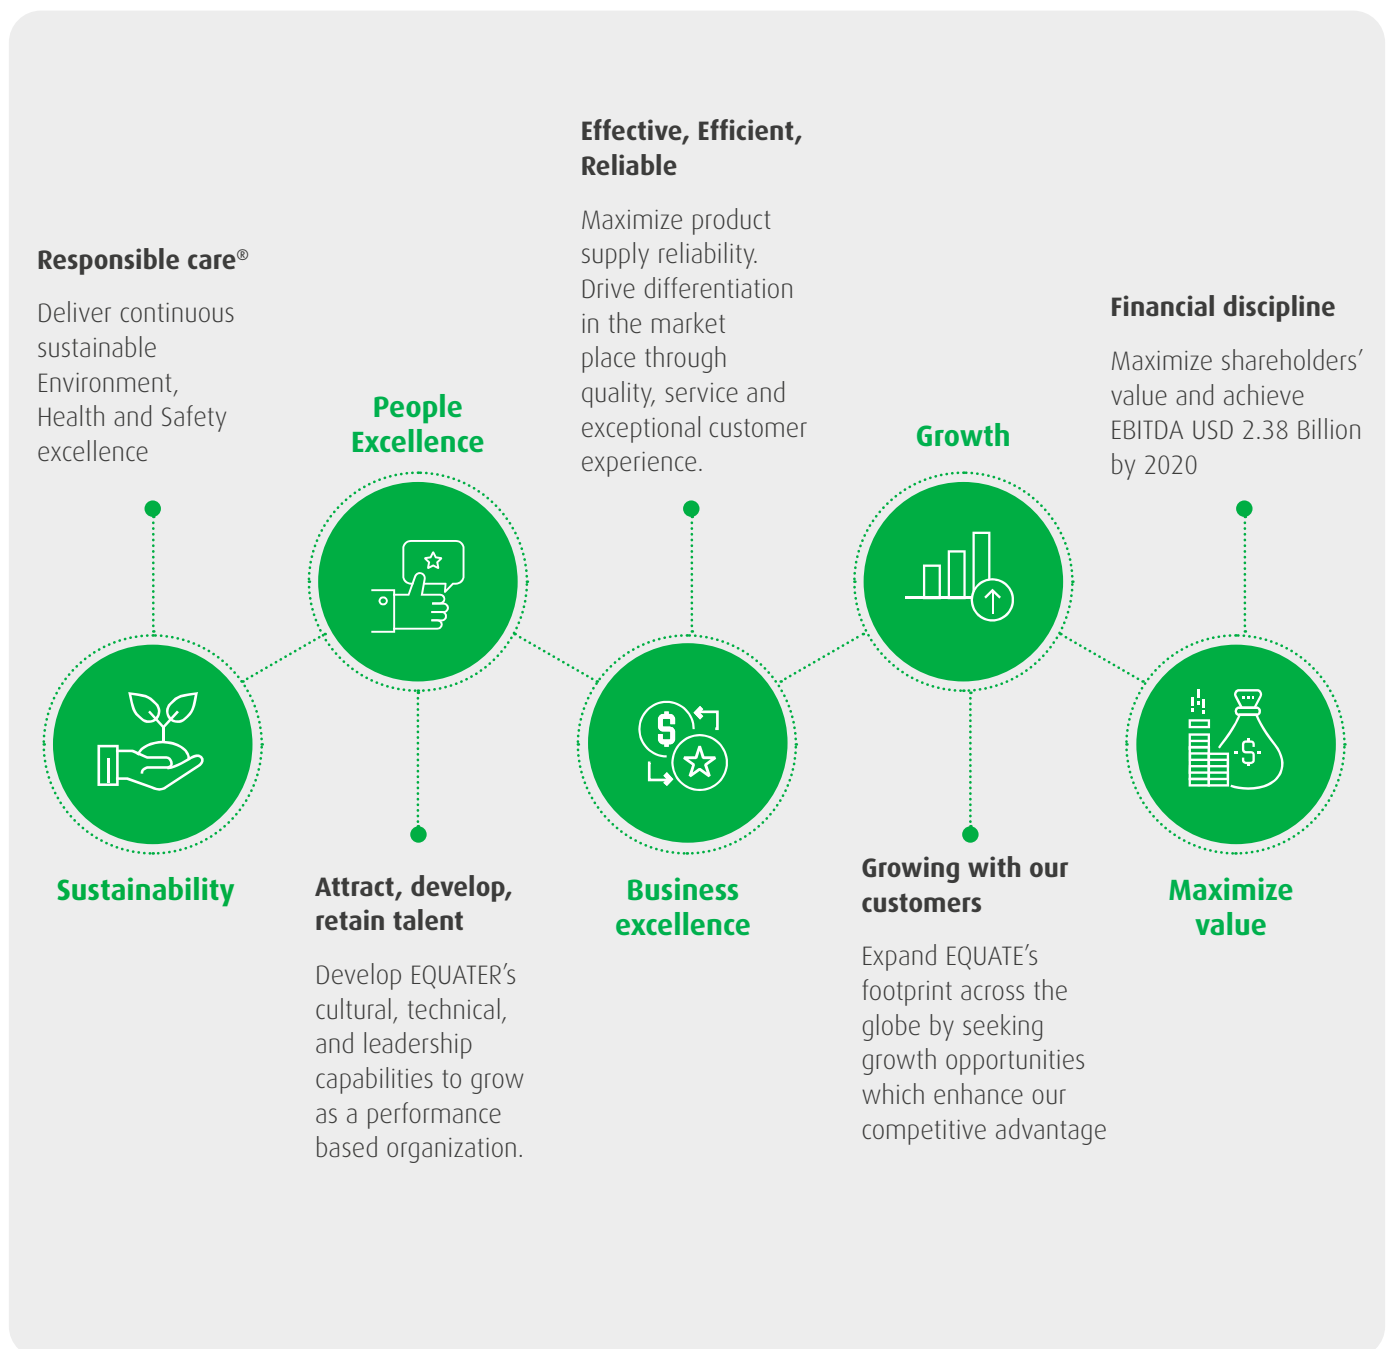 Responsible care®
Deliver continuous
sustainable
Environment,
Health and Safety
excellence
Sustainability
People
Excellence
Attract, develop,
retain talent
Develop EQUATER’s
cultural, technical,
and leadership
capabilities to grow
as a performance
based organization.
Effective, Efficient,
Reliable
Maximize product
supply reliability.
Drive differentiation
in the market
place through
quality, service and
exceptional customer
experience.
Business
excellence
Growth
Growing with our
customers
Expand EQUATE’s
footprint across the
globe by seeking
growth opportunities
which enhance our
competitive advantage
Financial discipline
Maximize shareholders’
value and achieve
EBITDA USD 2.38 Billion
by 2020
Maximize
value